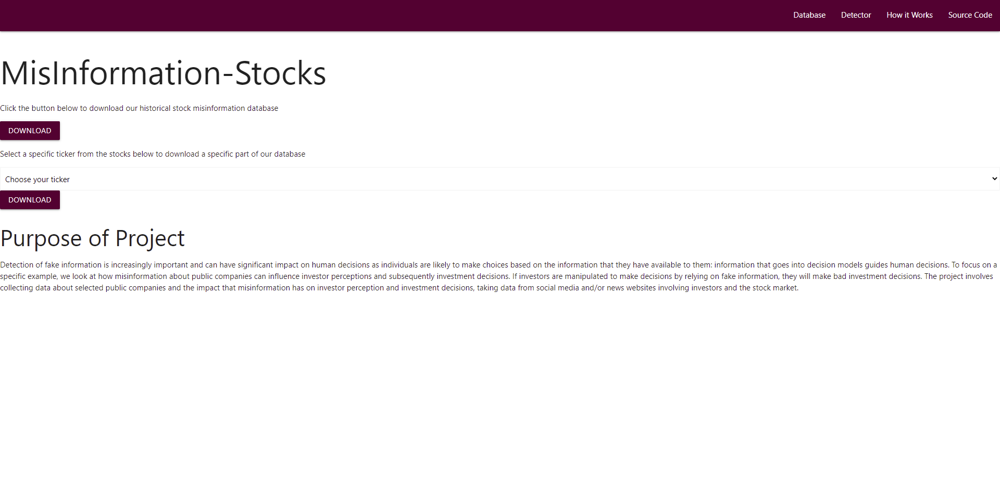 Database Detector How it Works Source Code
MisInformation-Stocks
Click the button below to download our historical stock misinformation database
DOWNLOAD
Select a specific ticker from the stocks below to download a specific part of our database
Choose your ticker
DOWNLOAD
Purpose of Project
Detection of fake information is increasingly important and can have significant impact on human decisions as individuals are likely to make choices based on the information that they have available to them: information that goes into decision models guides human decisions. To focus on a
specific example, we look at how misinformation about public companies can influence investor perceptions and subsequently investment decisions. If investors are manipulated to make decisions by relying on fake information, they will make bad investment decisions. The project involves
collecting data about selected public companies and the impact that misinformation has on investor perception and investment decisions, taking data from social media and/or news websites involving investors and the stock market.